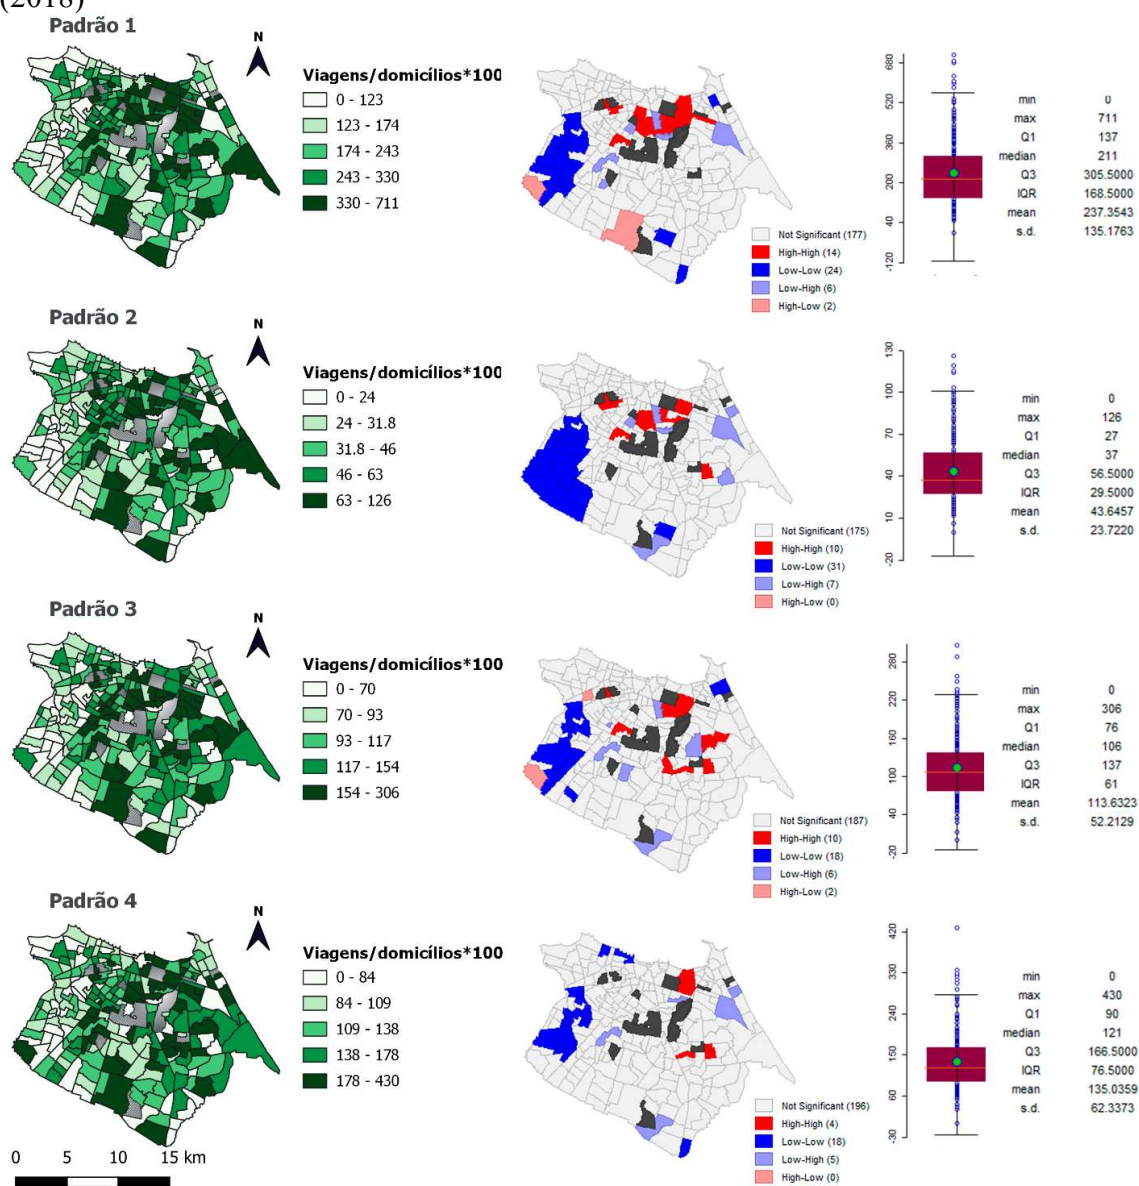 (2018)
Padrão 1
N
Viagens/domicílios*100
0 - 123
123 - 174
174 - 243
243 - 330
330 - 711
Not Significant (177)
High-High (14)
Low-Low (24)
Low-High (6)
High-Low (2)
680
520
360
200
40
-120
min 0
max 711
Q1 137
median 211
Q3 305.5000
IQR 168.5000
mean 237.3543
s.d. 135.1763
Padrão 2
N
Viagens/domicílios*100
0 - 24
24 - 31.8
31.8 - 46
46 - 63
63 - 126
Not Significant (175)
High-High (10)
Low-Low (31)
Low-High (7)
High-Low (0)
130
100
70
40
10
-20
min 0
max 126
Q1 27
median 37
Q3 56.5000
IQR 29.5000
mean 43.6457
s.d. 23.7220
Padrão 3
N
Viagens/domicílios*100
0 - 70
70 - 93
93 - 117
117 - 154
154 - 306
Not Significant (187)
High-High (10)
Low-Low (18)
Low-High (6)
High-Low (2)
280
220
160
100
40
-20
min 0
max 306
Q1 76
median 106
Q3 137
IQR 61
mean 113.6323
s.d. 52.2129
Padrão 4
N
Viagens/domicílios*100
0 - 84
84 - 109
109 - 138
138 - 178
178 - 430
Not Significant (196)
High-High (4)
Low-Low (18)
Low-High (5)
High-Low (0)
420
330
240
150
60
-30
min 0
max 430
Q1 90
median 121
Q3 166.5000
IQR 76.5000
mean 135.0359
s.d. 62.3373
0 5 10 15 km